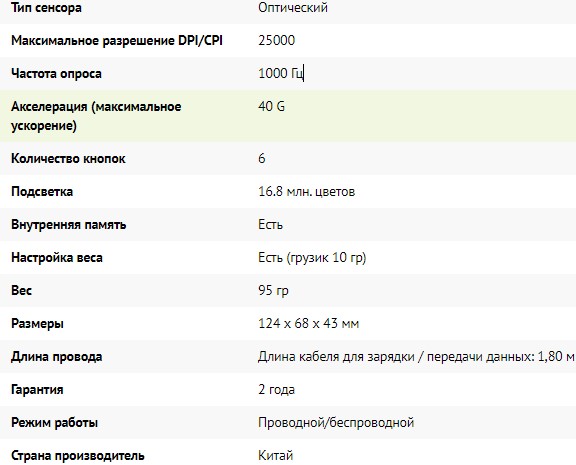 Тип сенсора Оптический
Максимальное разрешение DPI/CPI 25000
Частота опроса 1000 Гц
Акселерация (максимальное 40 G
ускорение)
Количество кнопок 6
Подсветка 16.8 млн. цветов
Внутренняя память Есть
Настройка веса Есть (грузик 10 гр)
Вес 95 гр
Размеры 124 x 68 x 43 мм
Длина провода Длина кабеля для зарядки / передачи данных: 1,80 м
Гарантия 2 года
Режим работы Проводной/беспроводной
Страна производитель Китай